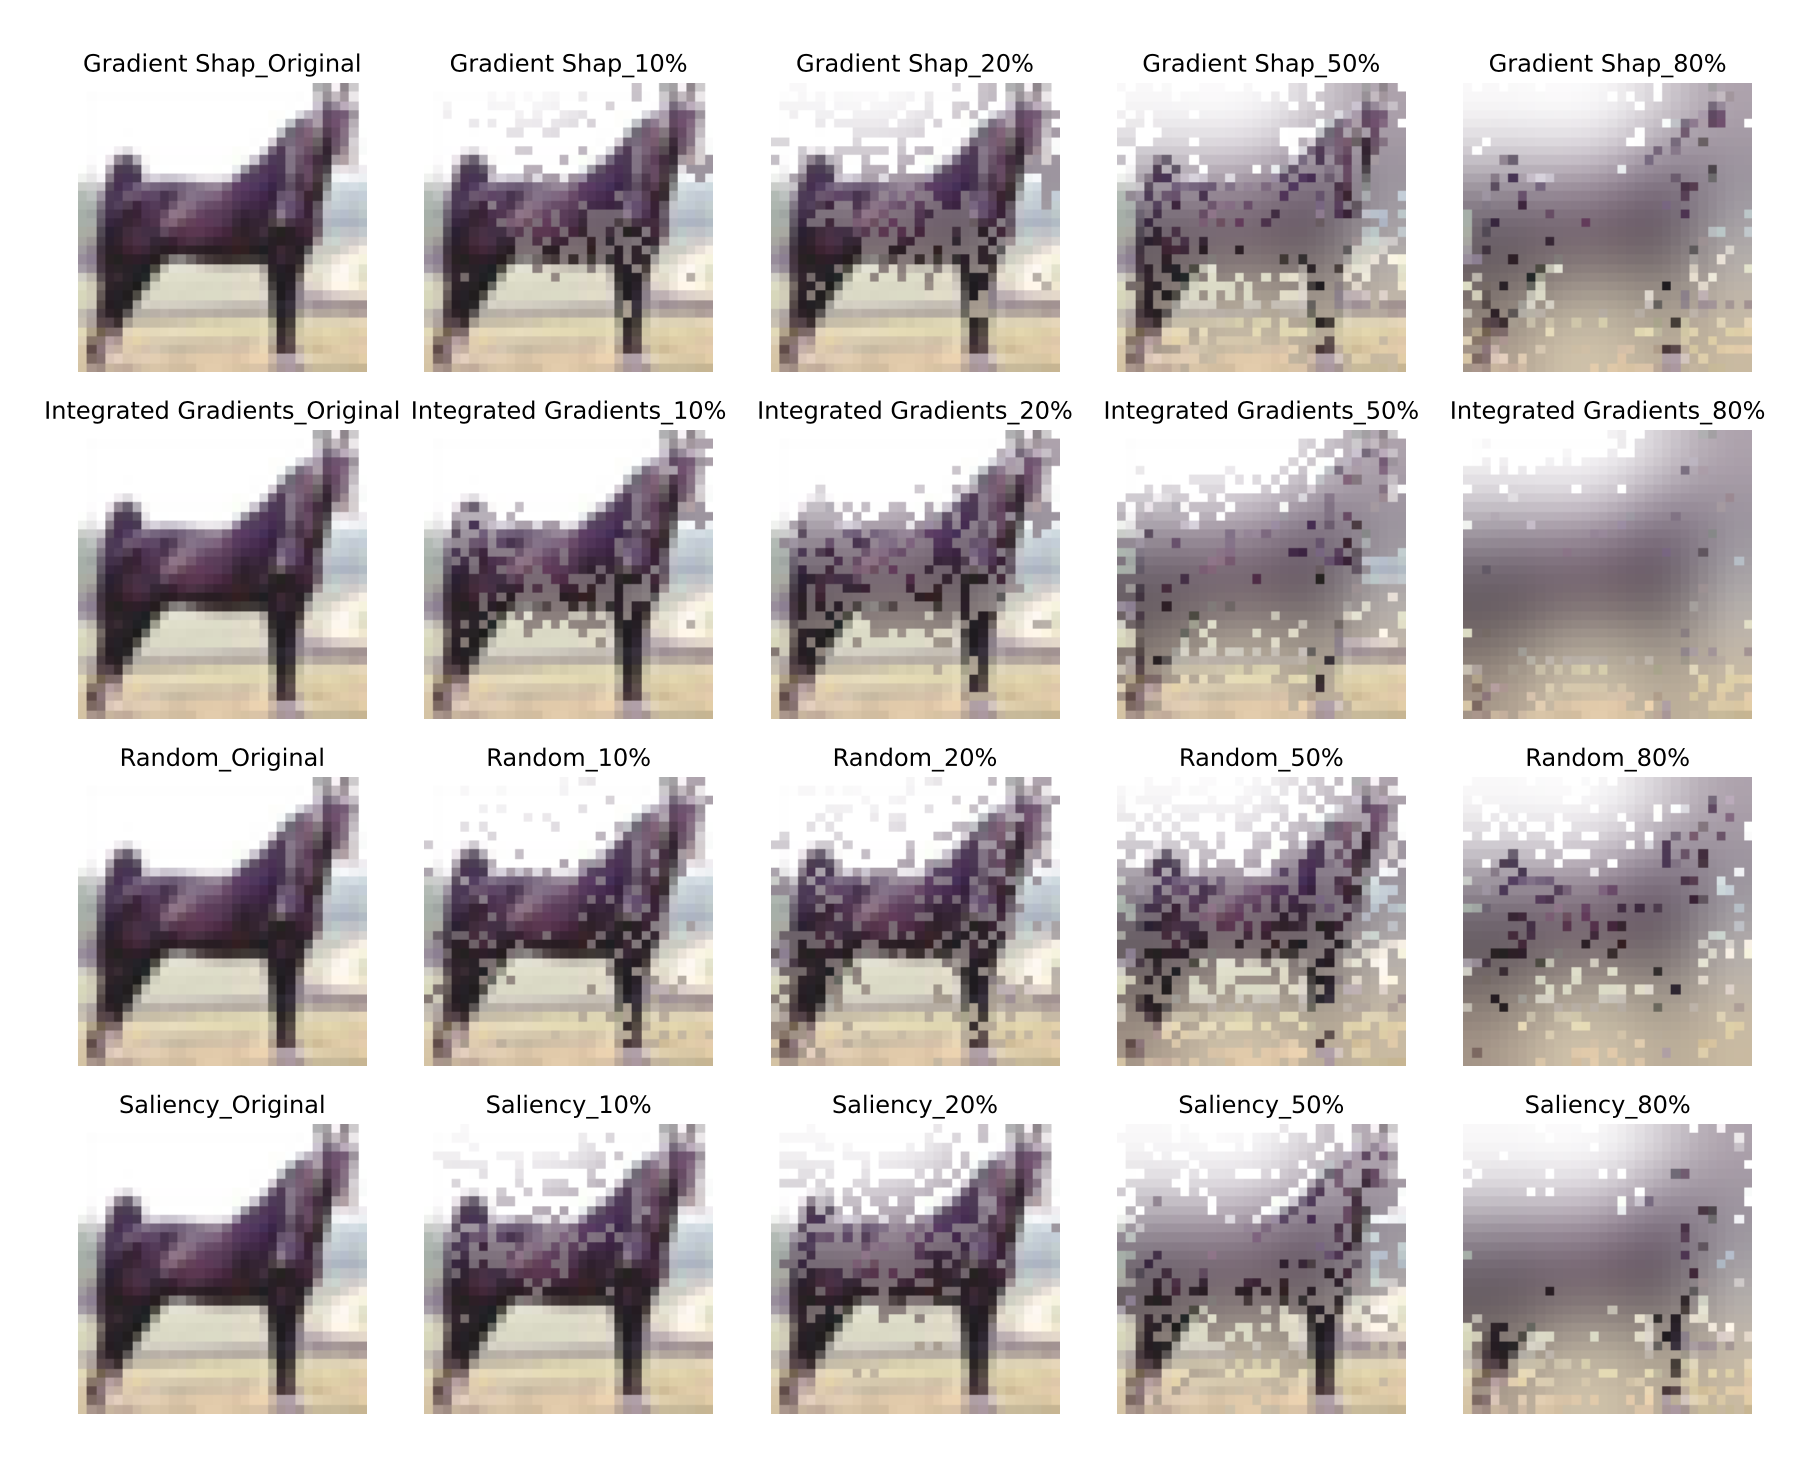 Gradient Shap_Original
Gradient Shap_10%
Gradient Shap_20%
Gradient Shap_50%
Gradient Shap_80%
Integrated Gradients_Original
Integrated Gradients_10%
Integrated Gradients_20%
Integrated Gradients_50%
Integrated Gradients_80%
Random_Original
Random_10%
Random_20%
Random_50%
Random_80%
Saliency_Original
Saliency_10%
Saliency_20%
Saliency_50%
Saliency_80%